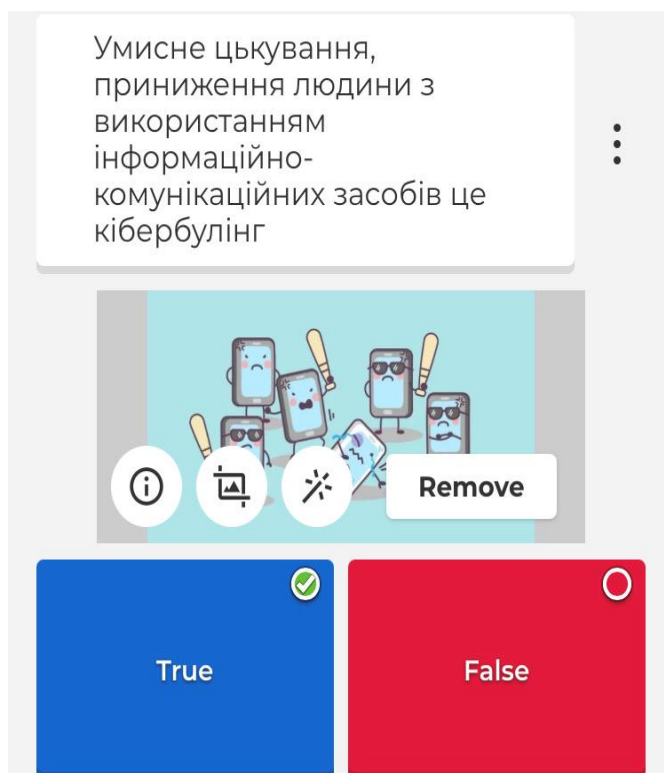 Умисне цькування,
приниження людини з
використанням
інформаційно-
комунікаційних засобів це
кібербулінг
Remove
True
False